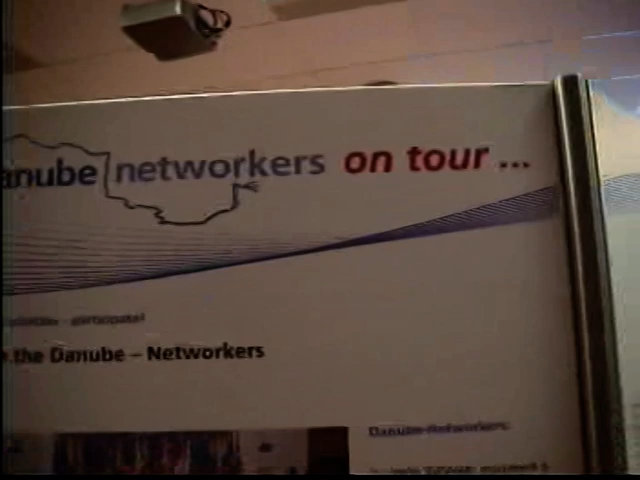 anube networkers on tour ...
the Danube – Networkers
Danube-Networkers: